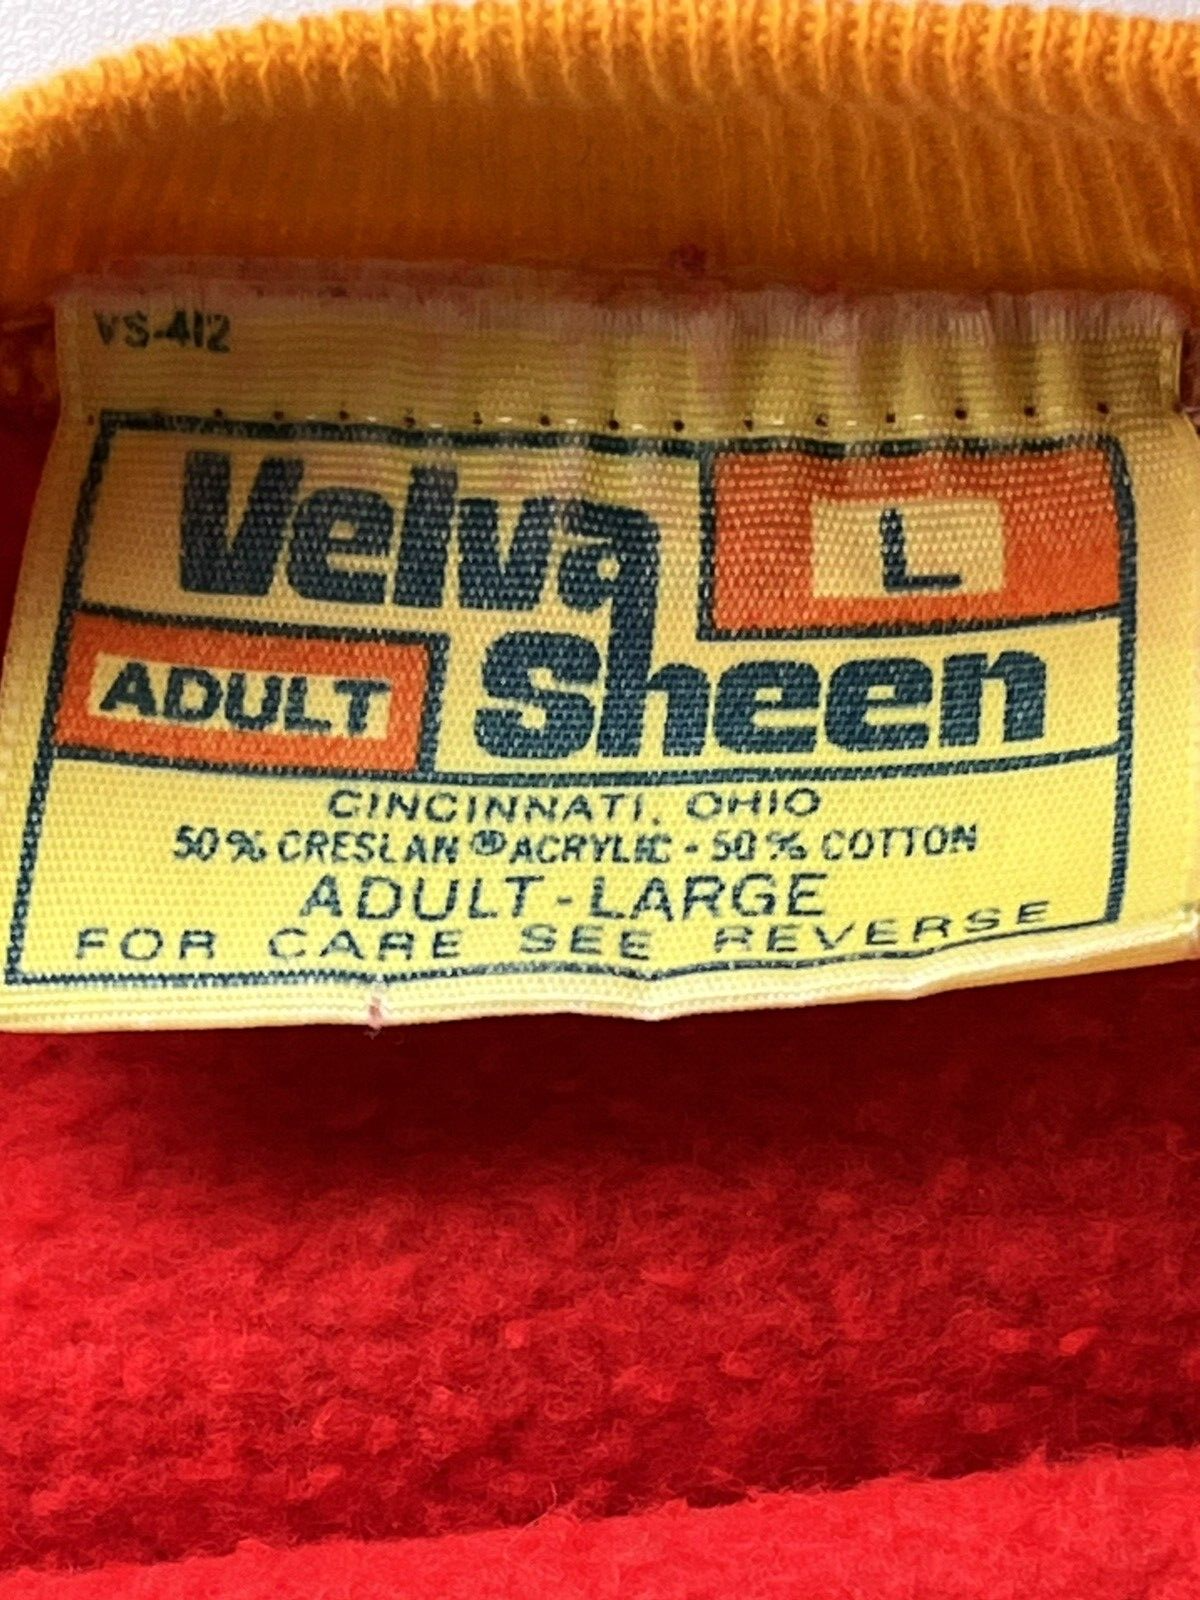 VS-412
Velva
L
ADULT
Sheen
CINCINNATI, OHIO
50% CRESLAN® ACRYLIC - 50% COTTON
ADULT-LARGE
FOR CARE SEE REVERSE